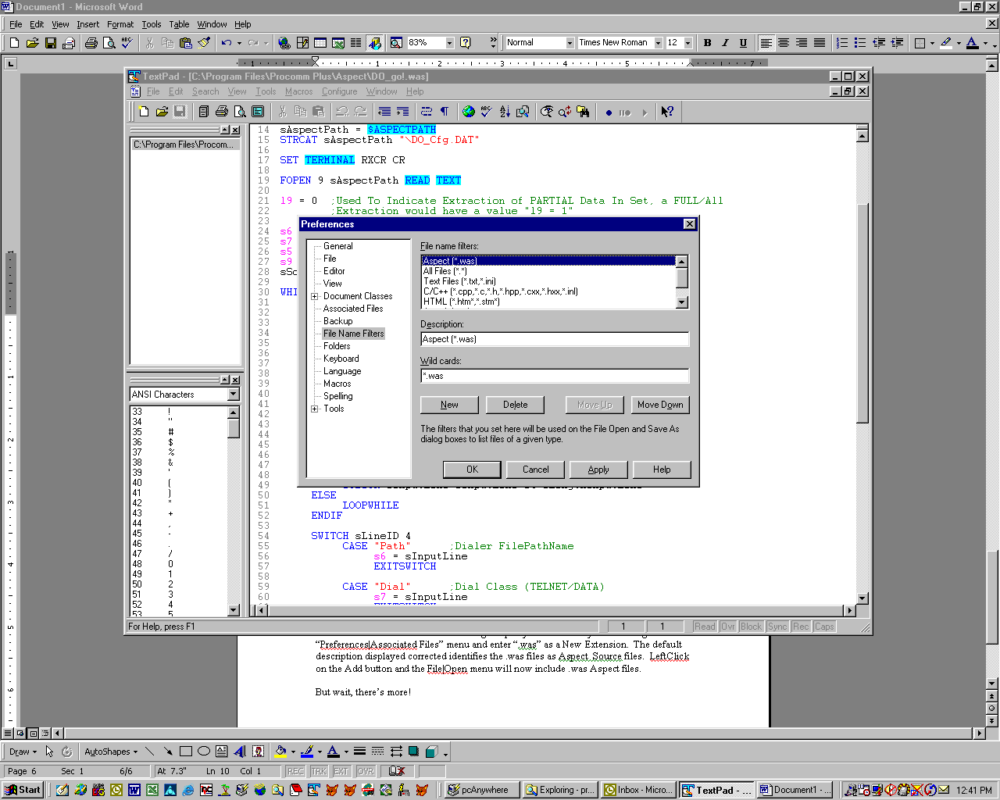 Document1 - Microsoft Word
File Edit View Insert Format Tools Table Window Help
83% Normal Times New Roman 12 B I U
1 1 2 3 4 5 7
TextPad - [C:\Program Files\Procomm Plus\Aspect\DO_go!.was]
File Edit Search View Tools Macros Configure Window Help
C:\Program Files\Procom...
14 sAspectPath = $ASPECTPATH
15 STRCAT sAspectPath "\DO_Cfg.DAT"
16
17 SET TERMINAL RXCR CR
18
19 FOPEN 9 sAspectPath READ TEXT
20
21 l9 = 0 ;Used To Indicate Extraction of PARTIAL Data In Set, a FULL/All
22 ;Extraction would have a value "l9 = 1"
23
24 s6
25 s7
26 s5
27 s9
28 sSc
29
30 WHI
31
32
33
34
35
36
37
38
39
40
41
42
43
44
45
46
47
48
49
50 ELSE
51 LOOPWHILE
52 ENDIF
53
54 SWITCH sLineID 4
55 CASE "Path" ;Dialer FilePathName
56 s6 = sInputLine
57 EXITSWITCH
58
59 CASE "Dial" ;Dial Class (TELNET/DATA)
60 s7 = sInputLine
Preferences
General
File
Editor
View
Document Classes
Associated Files
Backup
File Name Filters
Folders
Keyboard
Language
Macros
Spelling
Tools
File name filters:
Aspect (*.was)
All Files (*.*)
Text Files (*.txt,*.ini)
C/C++ (*.cpp,*.c,*.h,*.hpp,*.cxx,*.hxx,*.inl)
HTML (*.htm*,*.stm*)
Description:
Aspect (*.was)
Wild cards:
*.was
New Delete Move Up Move Down
The filters that you set here will be used on the File Open and Save As
dialog boxes to list files of a given type.
OK Cancel Apply Help
ANSI Characters
33 !
34 "
35 #
36 $
37 %
38 &
39 '
40 (
41 )
42 *
43 +
44 ,
45 -
46 .
47 /
48 0
49 1
50 2
51 3
52 4
53 5
For Help, press F1 1 1 Read Ovr Block Sync Rec Caps
“Preferences|Associated Files” menu and enter “.was” as a New Extension. The default
description displayed corrected identifies the .was files as Aspect Source files. LeftClick
on the Add button and the File|Open menu will now include .was Aspect files.
But wait, there’s more!
Draw AutoShapes
Page 6 Sec 1 6/6 At 7.3" Ln 10 Col 1 REC TRK EXT OVR
Start pcAnywhere Exploring - pr... Inbox - Micro... TextPad - ... Document1 - ... 12:41 PM